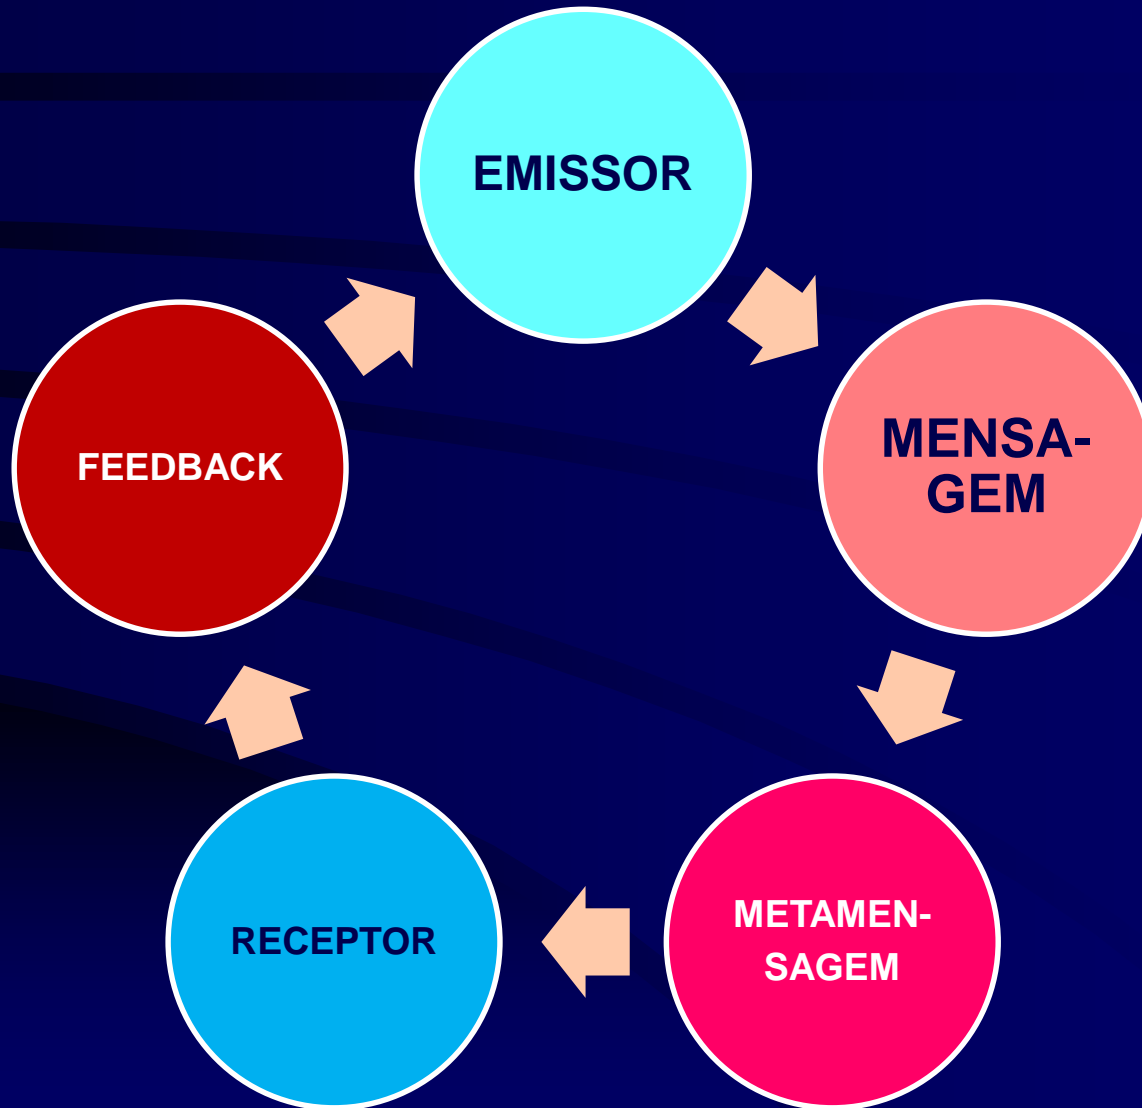 EMISSOR
MENSA-
GEM
METAMEN-
SAGEM
RECEPTOR
FEEDBACK